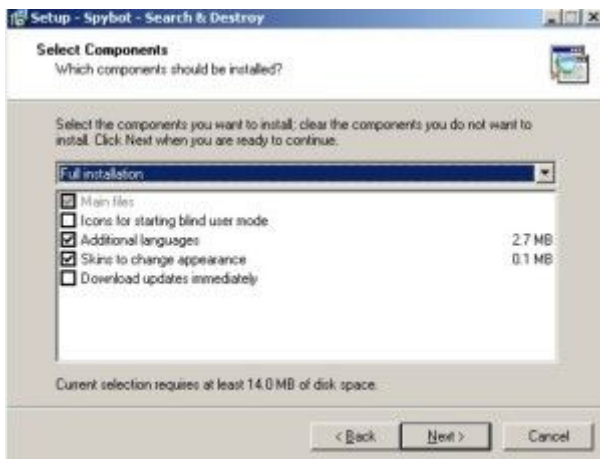 Setup - Spybot - Search & Destroy
Select Components
Which components should be installed?
Select the components you want to install; clear the components you do not want to
install. Click Next when you are ready to continue.
Full installation
Main files
Icons for starting blind user mode
Additional languages 2.7 MB
Skins to change appearance 0.1 MB
Download updates immediately
Current selection requires at least 14.0 MB of disk space.
< Back Next > Cancel